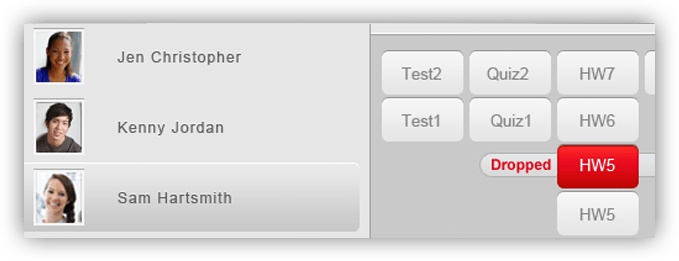 Jen Christopher
Kenny Jordan
Sam Hartsmith
Test2 Quiz2 HW7
Test1 Quiz1 HW6
Dropped HW5
HW5